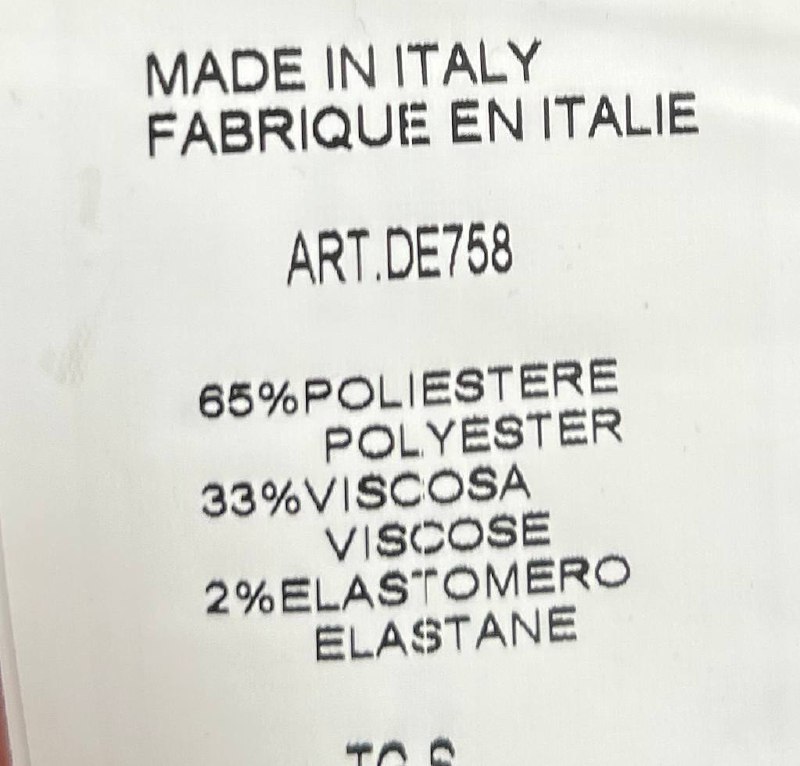 MADE IN ITALY
FABRIQUE EN ITALIE
ART.DE758
65%POLIESTERE
POLYESTER
33%VISCOSA
VISCOSE
2%ELASTOMERO
ELASTANE